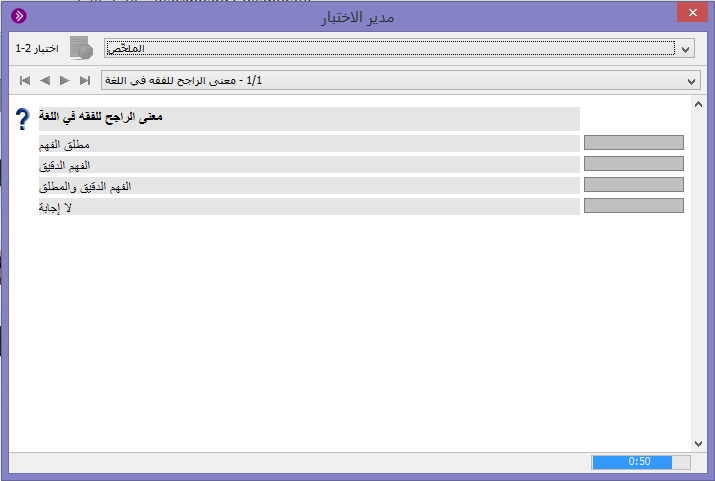 مدير الاختبار
اختبار 2-1
الملخّص
1/1 - معنى الراجح للفقه في اللغة
معنى الراجح للفقه في اللغة
مطلق الفهم
الفهم الدقيق
الفهم الدقيق والمطلق
لا إجابة
0:50